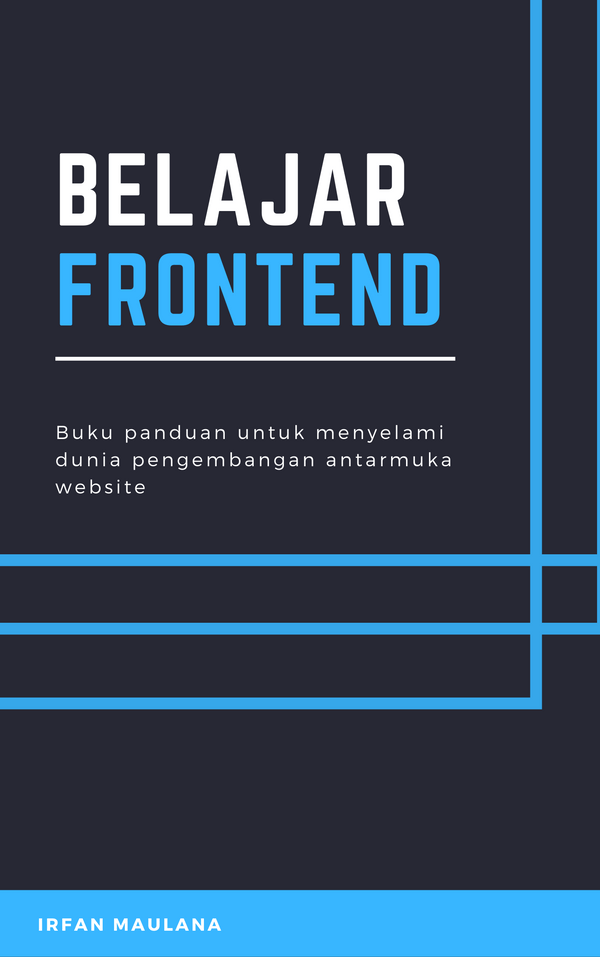 BELAJAR
FRONTEND
Buku panduan untuk menyelami
dunia pengembangan antarmuka
website
IRFAN MAULANA